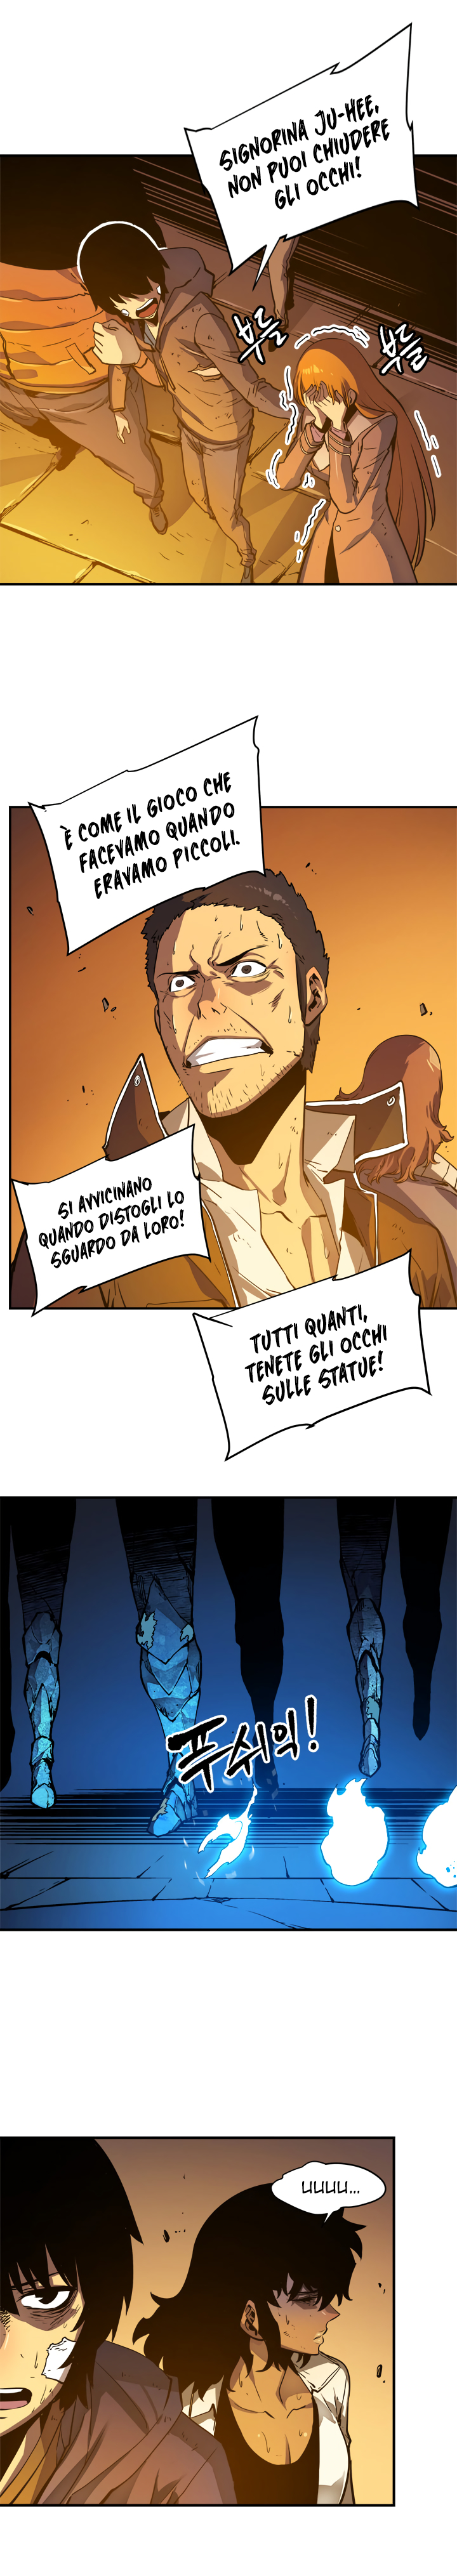 SIGNORINA JU-HEE,
NON PUOI CHIUDERE
GLI OCCHI!
부들
부들
È COME IL GIOCO CHE
FACEVAMO QUANDO
ERAVAMO PICCOLI.
SI AVVICINANO
QUANDO DISTOGLI LO
SGUARDO DA LORO!
TUTTI QUANTI,
TENETE GLI OCCHI
SULLE STATUE!
푸쉬익!
UUUU...